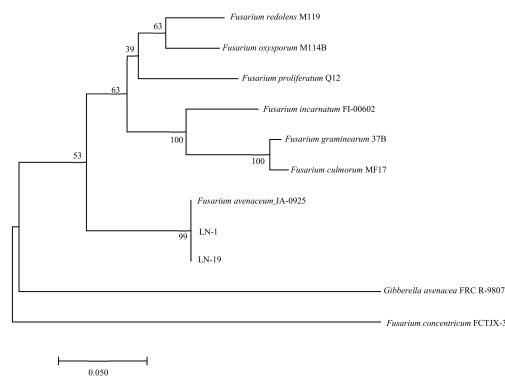 63
Fusarium redolens M119
Fusarium oxysporum M114B
39
Fusarium proliferatum Q12
63
Fusarium incarnatum FI-00602
100
Fusarium graminearum 37B
100
Fusarium culmorum MF17
53
Fusarium avenaceum JA-0925
99
LN-1
LN-19
Gibberella avenacea FRC R-9807
Fusarium concentricum FCTJX-3
0.050